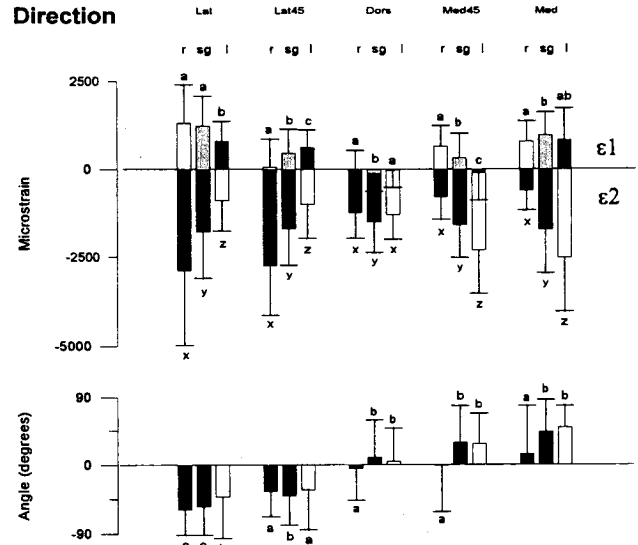 Direction Lat Lat45 Dors Med45 Med
r sg l r sg l r sg l r sg l r sg l
2500
0
-2500
-5000
Microstrain
a a b a b c a b a a b c a b ab
ε1
ε2
x y z x y z x y x x y z x y z
90
0
-90
Angle (degrees)
a b a a b b a b b a b b